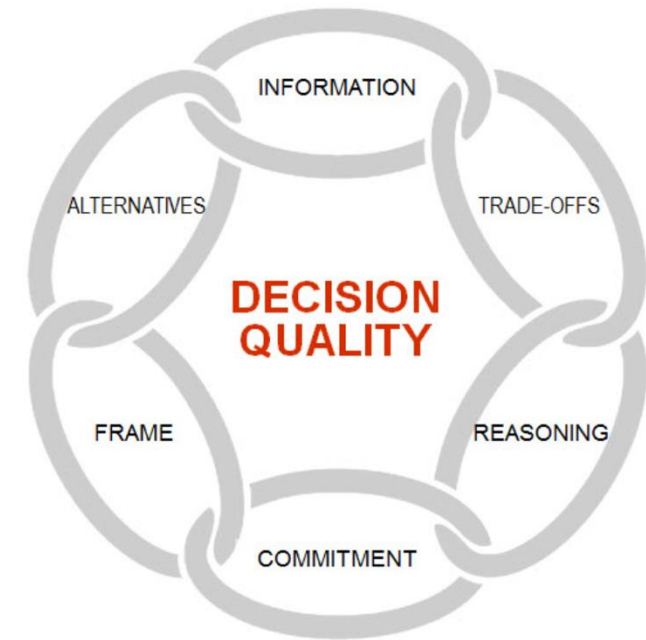 INFORMATION
ALTERNATIVES
TRADE-OFFS
DECISION
QUALITY
FRAME
REASONING
COMMITMENT